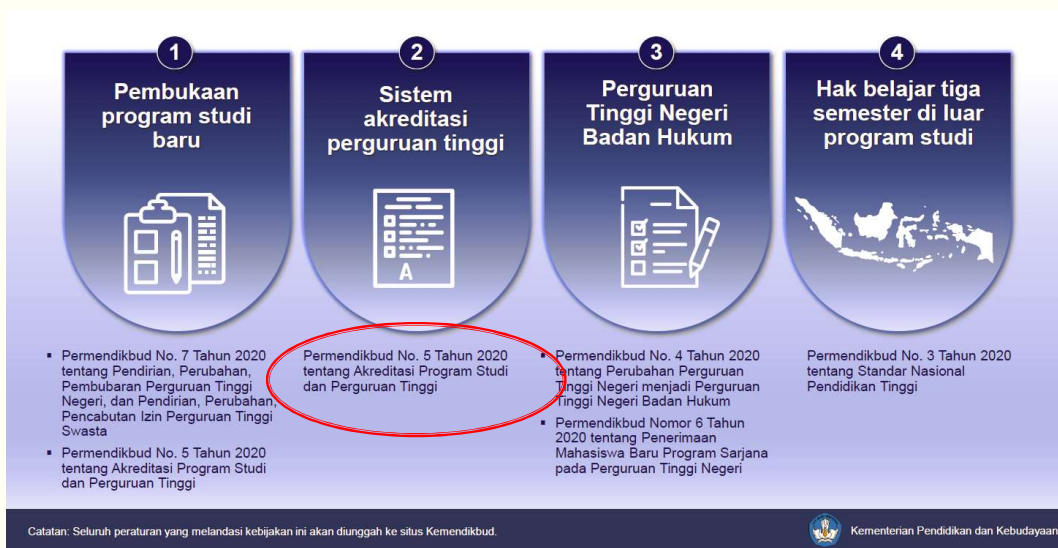 1
Pembukaan
program studi
baru
2
Sistem
akreditasi
perguruan tinggi
A
3
Perguruan
Tinggi Negeri
Badan Hukum
4
Hak belajar tiga
semester di luar
program studi
▪ Permendikbud No. 7 Tahun 2020
tentang Pendirian, Perubahan,
Pembubaran Perguruan Tinggi
Negeri, dan Pendirian, Perubahan,
Pencabutan Izin Perguruan Tinggi
Swasta
▪ Permendikbud No. 5 Tahun 2020
tentang Akreditasi Program Studi
dan Perguruan Tinggi
Permendikbud No. 5 Tahun 2020
tentang Akreditasi Program Studi
dan Perguruan Tinggi
▪ Permendikbud No. 4 Tahun 2020
tentang Perubahan Perguruan
Tinggi Negeri menjadi Perguruan
Tinggi Negeri Badan Hukum
▪ Permendikbud Nomor 6 Tahun
2020 tentang Penerimaan
Mahasiswa Baru Program Sarjana
pada Perguruan Tinggi Negeri
Permendikbud No. 3 Tahun 2020
tentang Standar Nasional
Pendidikan Tinggi
Catatan: Seluruh peraturan yang melandasi kebijakan ini akan diunggah ke situs Kemendikbud.
Kementerian Pendidikan dan Kebudayaan